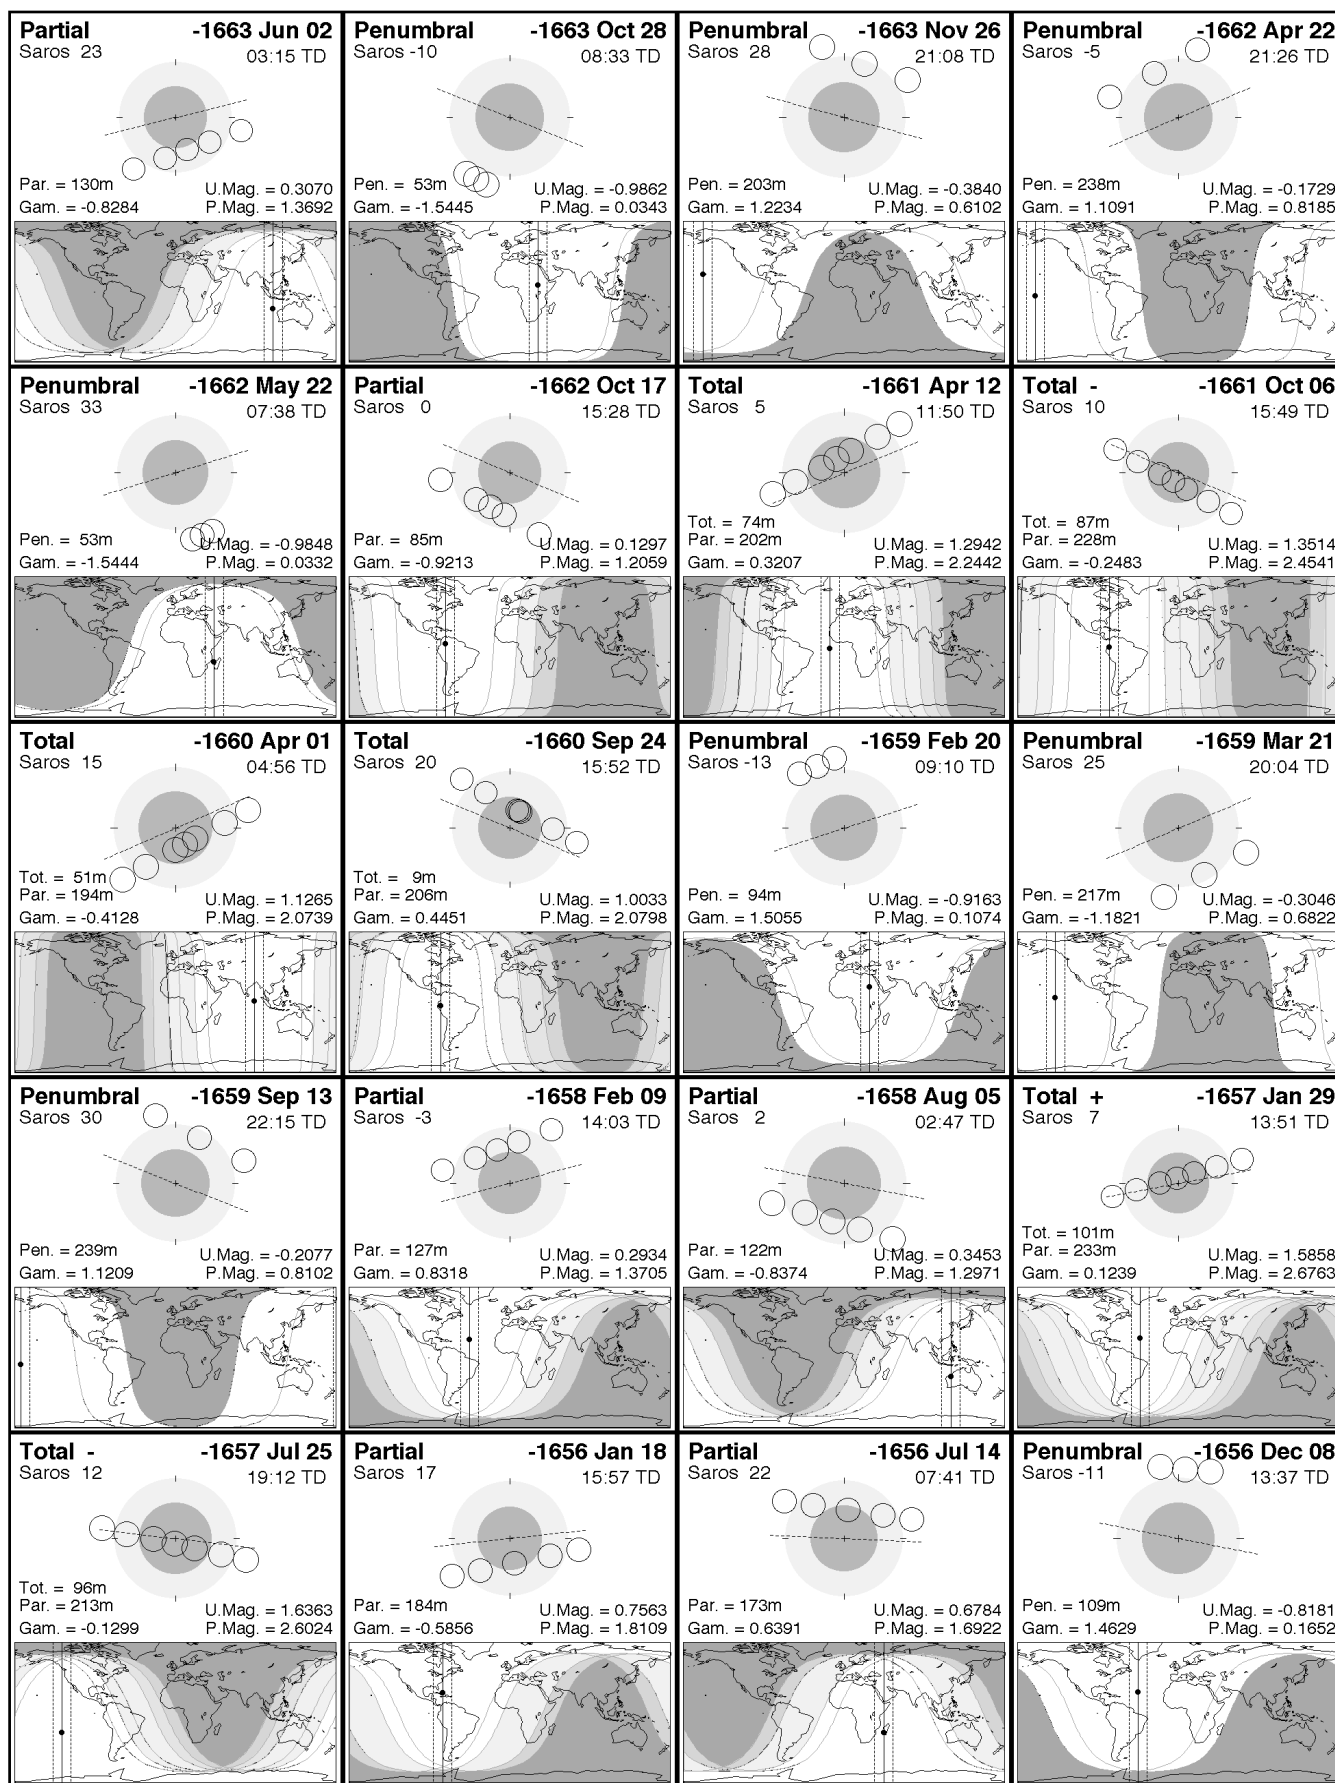 Partial -1663 Jun 02
Saros 23 03:15 TD
Par. = 130m U.Mag. = 0.3070
Gam. = -0.8284 P.Mag. = 1.3692
Penumbral -1663 Oct 28
Saros -10 08:33 TD
Pen. = 53m U.Mag. = -0.9862
Gam. = -1.5445 P.Mag. = 0.0343
Penumbral -1663 Nov 26
Saros 28 21:08 TD
Pen. = 203m U.Mag. = -0.3840
Gam. = 1.2234 P.Mag. = 0.6102
Penumbral -1662 Apr 22
Saros -5 21:26 TD
Pen. = 238m U.Mag. = -0.1729
Gam. = 1.1091 P.Mag. = 0.8185
Penumbral -1662 May 22
Saros 33 07:38 TD
Pen. = 53m U.Mag. = -0.9848
Gam. = -1.5444 P.Mag. = 0.0332
Partial -1662 Oct 17
Saros 0 15:28 TD
Par. = 85m U.Mag. = 0.1297
Gam. = -0.9213 P.Mag. = 1.2059
Total -1661 Apr 12
Saros 5 11:50 TD
Tot. = 74m
Par. = 202m U.Mag. = 1.2942
Gam. = 0.3207 P.Mag. = 2.2442
Total - -1661 Oct 06
Saros 10 15:49 TD
Tot. = 87m
Par. = 228m U.Mag. = 1.3514
Gam. = -0.2483 P.Mag. = 2.4541
Total -1660 Apr 01
Saros 15 04:56 TD
Tot. = 51m
Par. = 194m U.Mag. = 1.1265
Gam. = -0.4128 P.Mag. = 2.0739
Total -1660 Sep 24
Saros 20 15:52 TD
Tot. = 9m
Par. = 206m U.Mag. = 1.0033
Gam. = 0.4451 P.Mag. = 2.0798
Penumbral -1659 Feb 20
Saros -13 09:10 TD
Pen. = 94m U.Mag. = -0.9163
Gam. = 1.5055 P.Mag. = 0.1074
Penumbral -1659 Mar 21
Saros 25 20:04 TD
Pen. = 217m U.Mag. = -0.3046
Gam. = -1.1821 P.Mag. = 0.6822
Penumbral -1659 Sep 13
Saros 30 22:15 TD
Pen. = 239m U.Mag. = -0.2077
Gam. = 1.1209 P.Mag. = 0.8102
Partial -1658 Feb 09
Saros -3 14:03 TD
Par. = 127m U.Mag. = 0.2934
Gam. = 0.8318 P.Mag. = 1.3705
Partial -1658 Aug 05
Saros 2 02:47 TD
Par. = 122m U.Mag. = 0.3453
Gam. = -0.8374 P.Mag. = 1.2971
Total + -1657 Jan 29
Saros 7 13:51 TD
Tot. = 101m
Par. = 233m U.Mag. = 1.5858
Gam. = 0.1239 P.Mag. = 2.6763
Total - -1657 Jul 25
Saros 12 19:12 TD
Tot. = 96m
Par. = 213m U.Mag. = 1.6363
Gam. = -0.1299 P.Mag. = 2.6024
Partial -1656 Jan 18
Saros 17 15:57 TD
Par. = 184m U.Mag. = 0.7563
Gam. = -0.5856 P.Mag. = 1.8109
Partial -1656 Jul 14
Saros 22 07:41 TD
Par. = 173m U.Mag. = 0.6784
Gam. = 0.6391 P.Mag. = 1.6922
Penumbral -1656 Dec 08
Saros -11 13:37 TD
Pen. = 109m U.Mag. = -0.8181
Gam. = 1.4629 P.Mag. = 0.1652